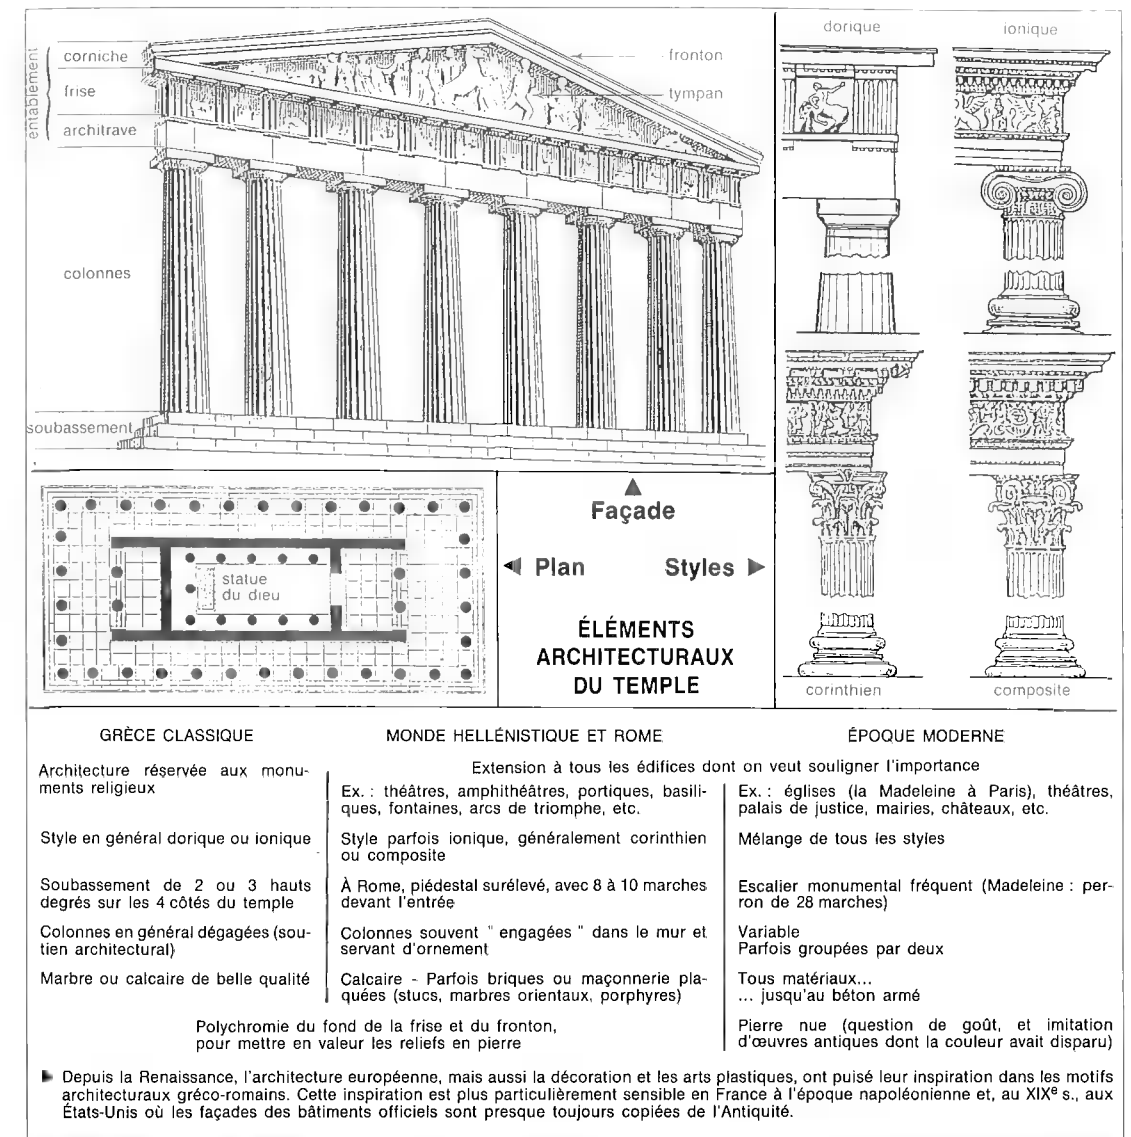 entablement
corniche
frise
architrave
colonnes
soubassement
fronton
tympan
dorique
ionique
corinthien
composite
statue
du dieu
Façade
Plan
Styles
ÉLÉMENTS
ARCHITECTURAUX
DU TEMPLE
GRÈCE CLASSIQUE
Architecture réservée aux monu-
ments religieux
Style en général dorique ou ionique
Soubassement de 2 ou 3 hauts
degrés sur les 4 côtés du temple
Colonnes en général dégagées (sou-
tien architectural)
Marbre ou calcaire de belle qualité
MONDE HELLÉNISTIQUE ET ROME
ÉPOQUE MODERNE
Extension à tous les édifices dont on veut souligner l'importance
Ex. : théâtres, amphithéâtres, portiques, basili-
ques, fontaines, arcs de triomphe, etc.
Style parfois ionique, généralement corinthien
ou composite
À Rome, piédestal surélevé, avec 8 à 10 marches
devant l'entrée
Colonnes souvent " engagées " dans le mur et
servant d'ornement
Calcaire - Parfois briques ou maçonnerie pla-
quées (stucs, marbres orientaux, porphyres)
Polychromie du fond de la frise et du fronton,
pour mettre en valeur les reliefs en pierre
Ex. : églises (la Madeleine à Paris), théâtres,
palais de justice, mairies, châteaux, etc.
Mélange de tous les styles
Escalier monumental fréquent (Madeleine : per-
ron de 28 marches)
Variable
Parfois groupées par deux
Tous matériaux...
... jusqu'au béton armé
Pierre nue (question de goût, et imitation
d'œuvres antiques dont la couleur avait disparu)
Depuis la Renaissance, l'architecture européenne, mais aussi la décoration et les arts plastiques, ont puisé leur inspiration dans les motifs
architecturaux gréco-romains. Cette inspiration est plus particulièrement sensible en France à l'époque napoléonienne et, au XIXe s., aux
États-Unis où les façades des bâtiments officiels sont presque toujours copiées de l'Antiquité.